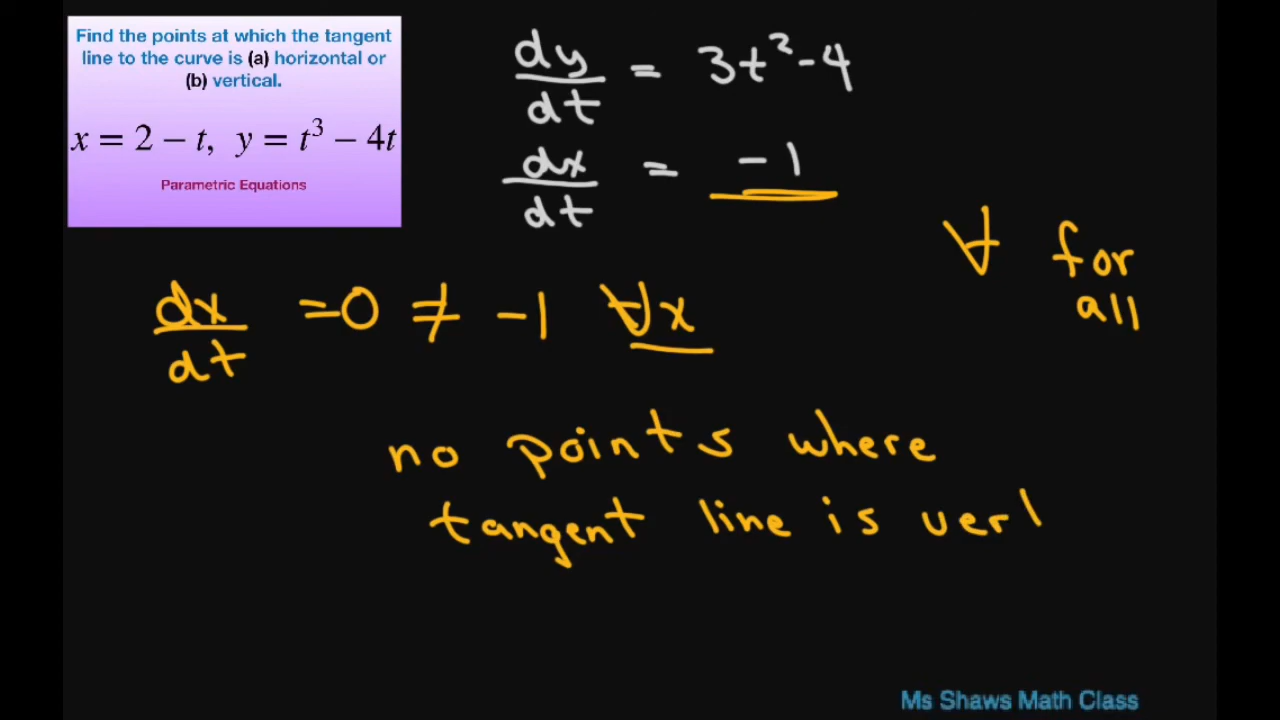 Find the points at which the tangent
line to the curve is (a) horizontal or
(b) vertical.
x = 2 − t, y = t³ − 4t
Parametric Equations
dy/dt = 3t² - 4
dx/dt = -1
∀ for
all
dx/dt = 0 ≠ -1 ∀x
no points where
tangent line is ver
Ms Shaws Math Class